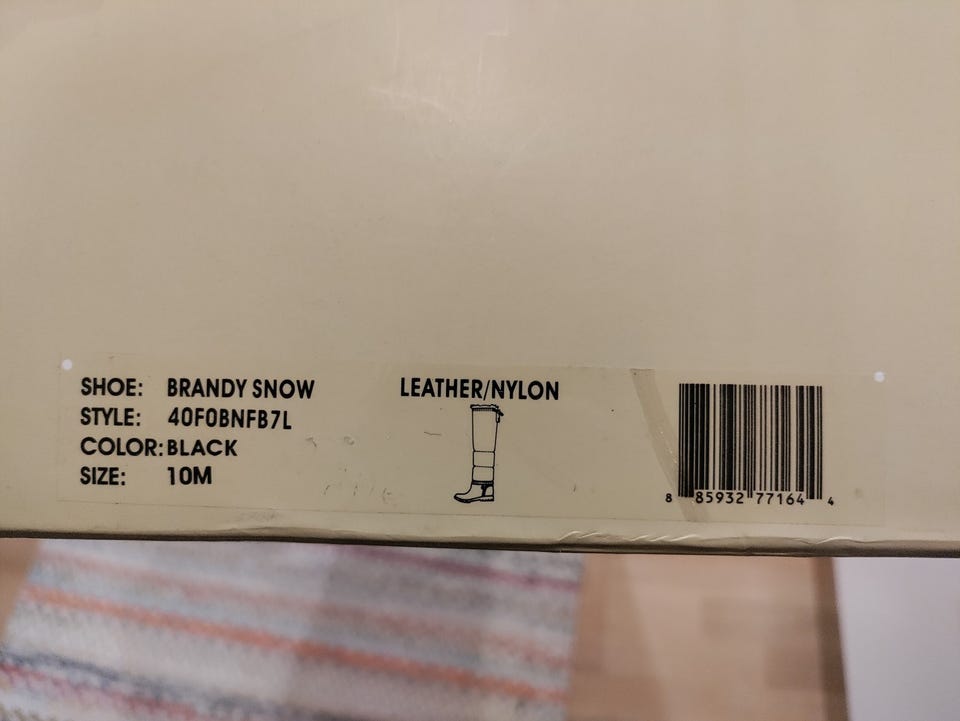 SHOE: BRANDY SNOW
STYLE: 40F0BNFB7L
COLOR: BLACK
SIZE: 10M
LEATHER/NYLON
8 85932 77164 4